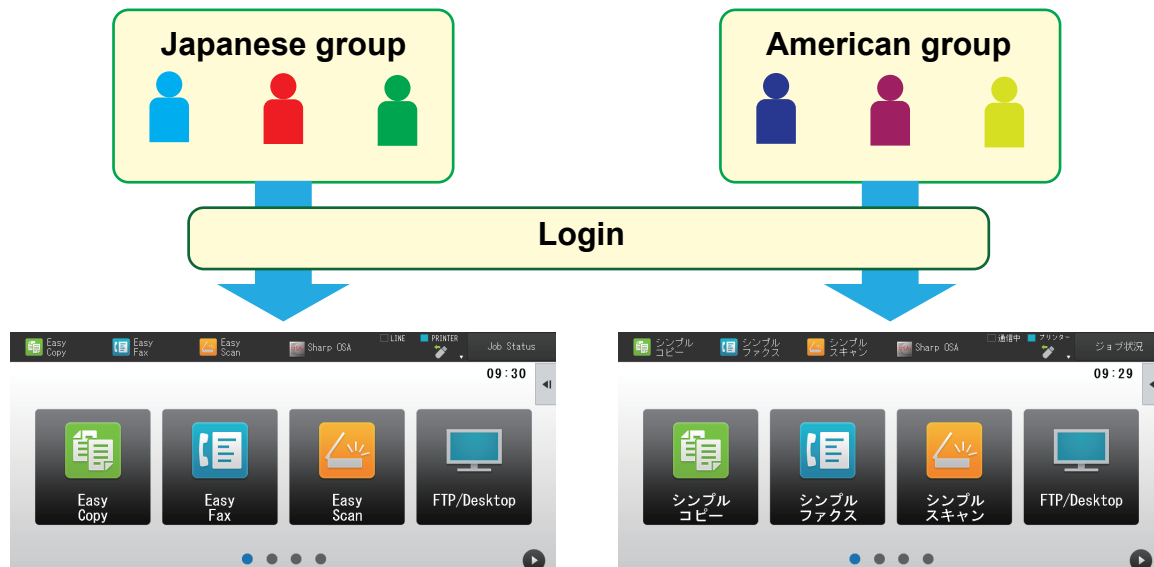 Japanese group
American group
Login
Easy
Copy
Easy
Fax
Easy
Scan
Sharp OSA
LINE
PRINTER
Job Status
09:30
Easy
Copy
Easy
Fax
Easy
Scan
FTP/Desktop
シンプル
コピー
シンプル
ファクス
シンプル
スキャン
Sharp OSA
通信中
プリンター
ジョブ状況
09:29
シンプル
コピー
シンプル
ファクス
シンプル
スキャン
FTP/Desktop